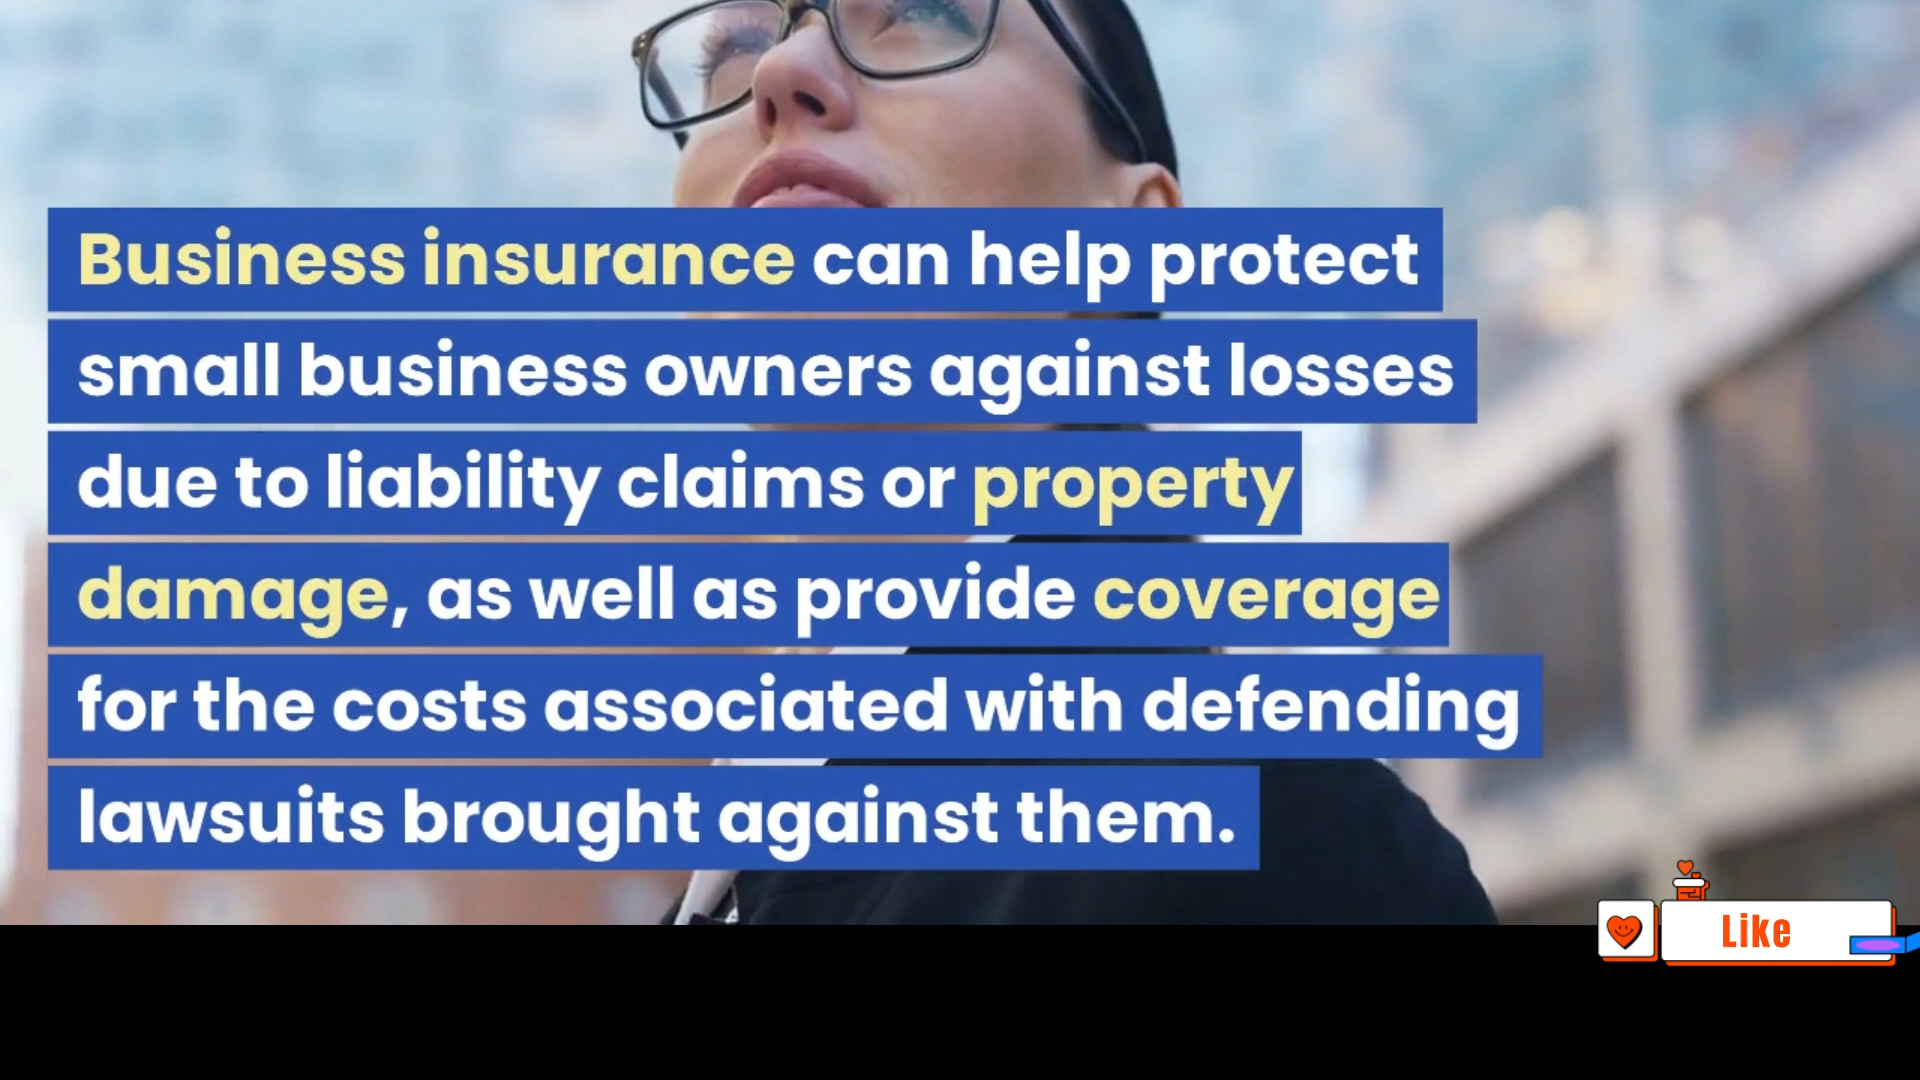 Business insurance can help protect
small business owners against losses
due to liability claims or property
damage, as well as provide coverage
for the costs associated with defending
lawsuits brought against them.
Like